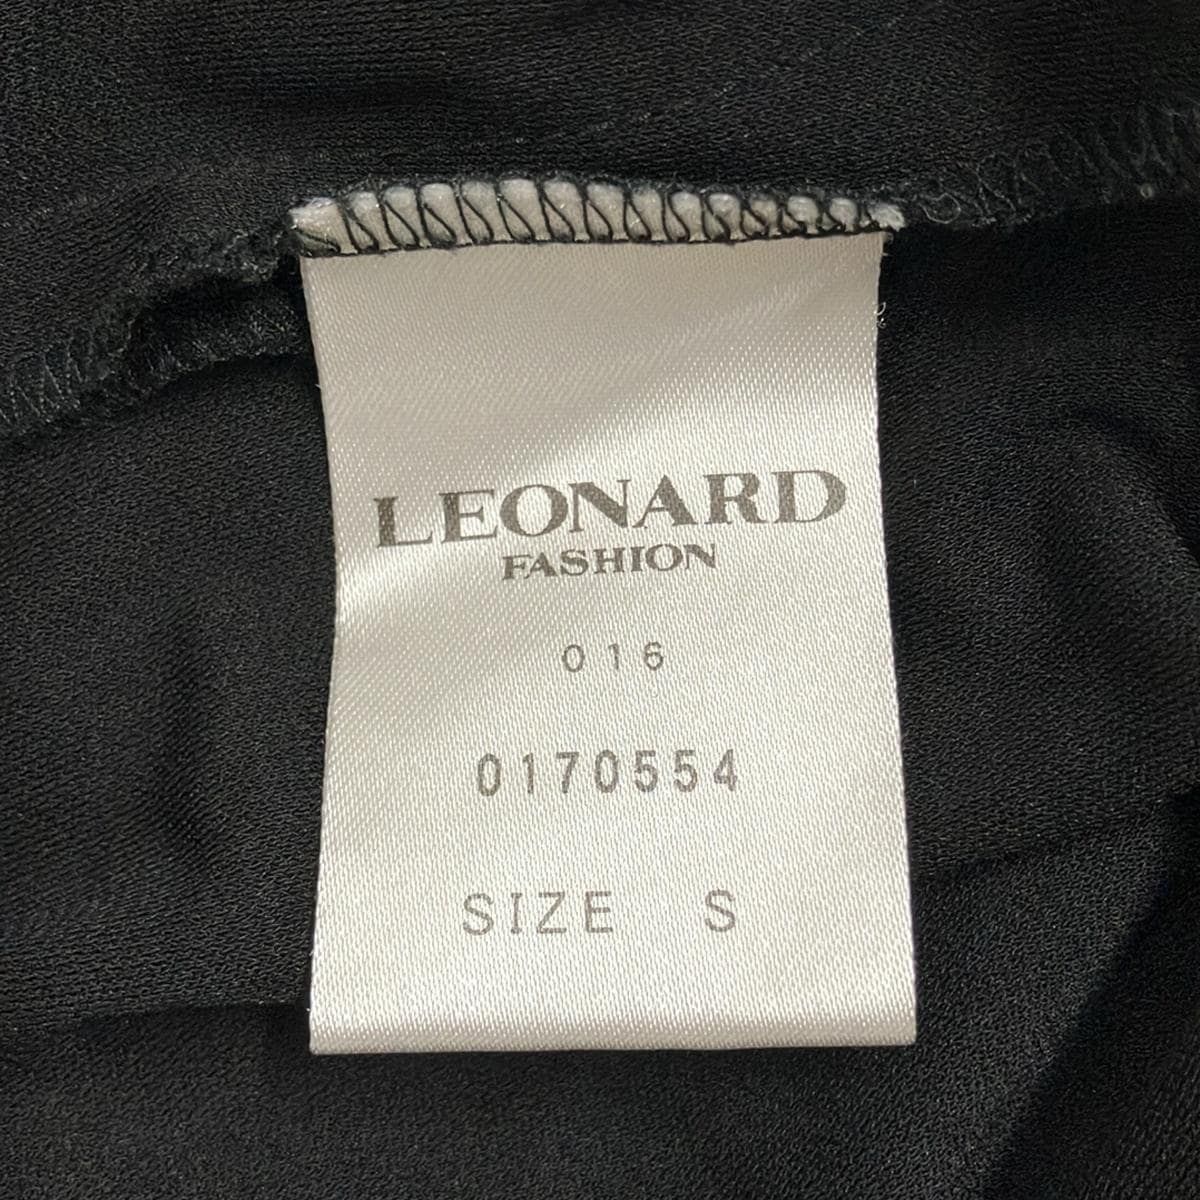 LEONARD
FASHION
016
0170554
SIZE S